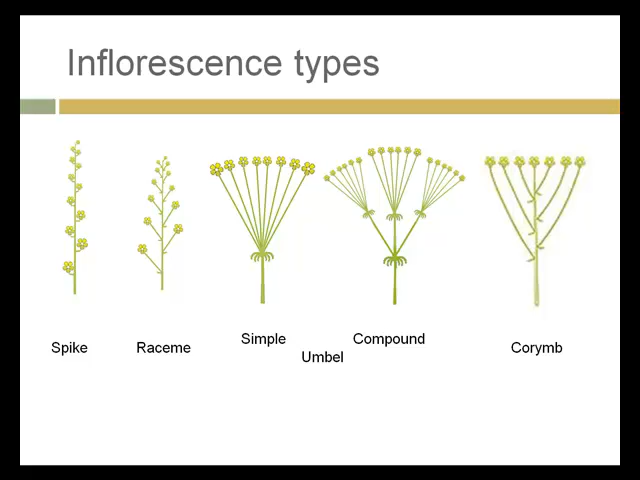 Inflorescence types
Spike
Raceme
Simple
Compound
Umbel
Corymb